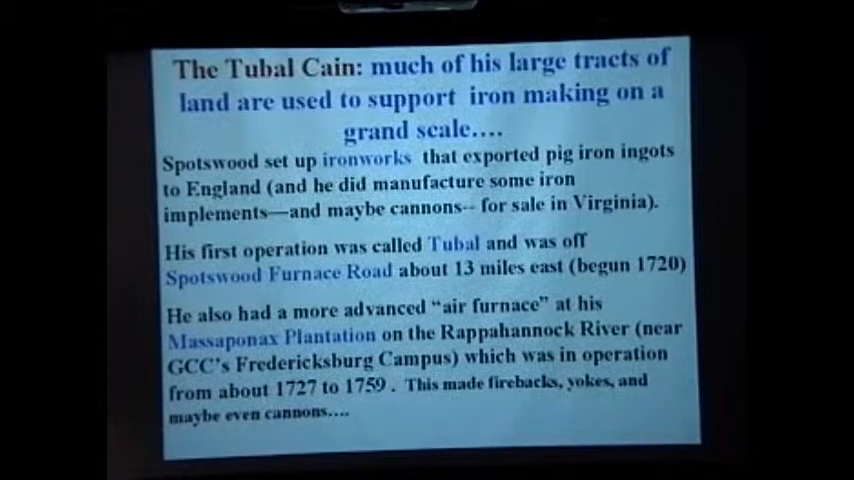 The Tubal Cain: much of his large tracts of
land are used to support iron making on a
grand scale….
Spotswood set up ironworks that exported pig iron ingots
to England (and he did manufacture some iron
implements—and maybe cannons-- for sale in Virginia).
His first operation was called Tubal and was off
Spotswood Furnace Road about 13 miles east (begun 1720)
He also had a more advanced “air furnace” at his
Massaponax Plantation on the Rappahannock River (near
GCC’s Fredericksburg Campus) which was in operation
from about 1727 to 1759 . This made firebacks, yokes, and
maybe even cannons….